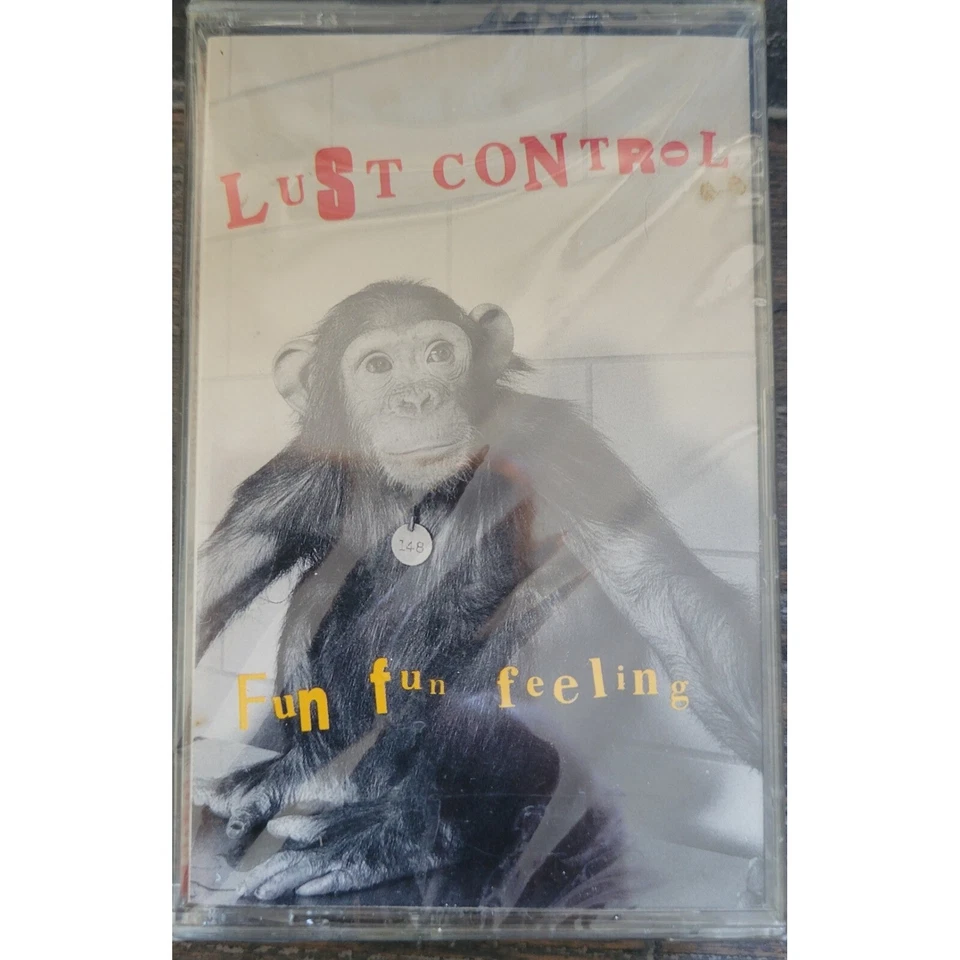 LuST CONTRoL
148
Fun fun feeling